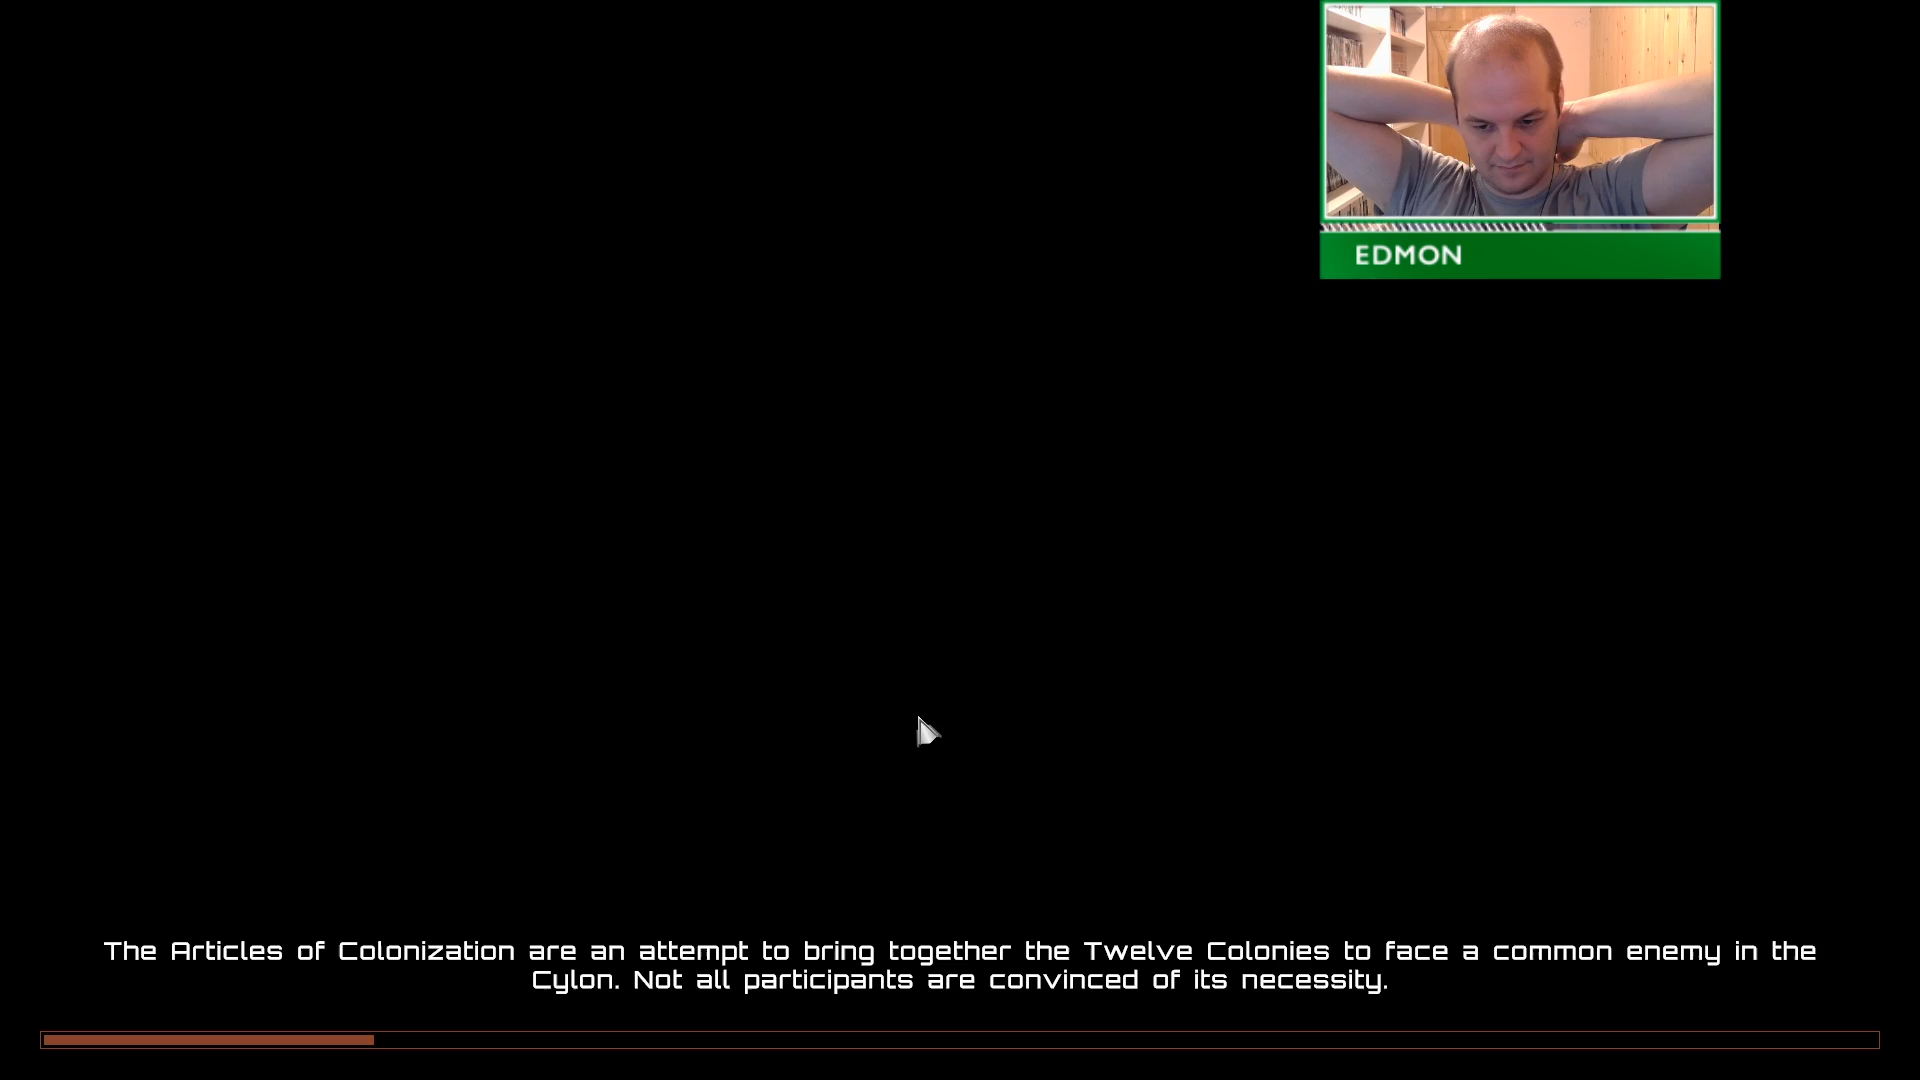 EDMON
The Articles of Colonization are an attempt to bring together the Twelve Colonies to face a common enemy in the
Cylon. Not all participants are convinced of its necessity.